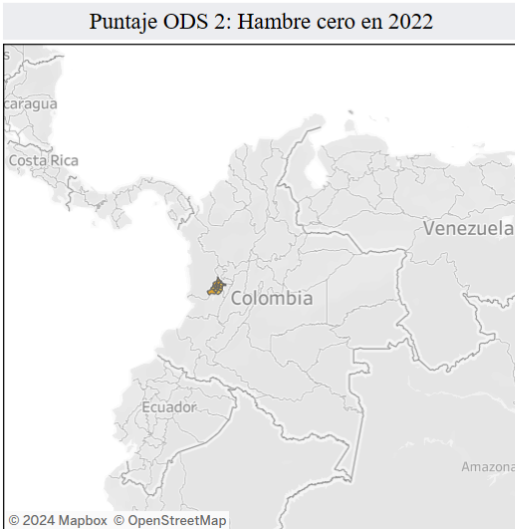 Puntaje ODS 2: Hambre cero en 2022
s
caragua
Costa Rica
Venezuela
Colombia
Ecuador
Amazona
© 2024 Mapbox © OpenStreetMap